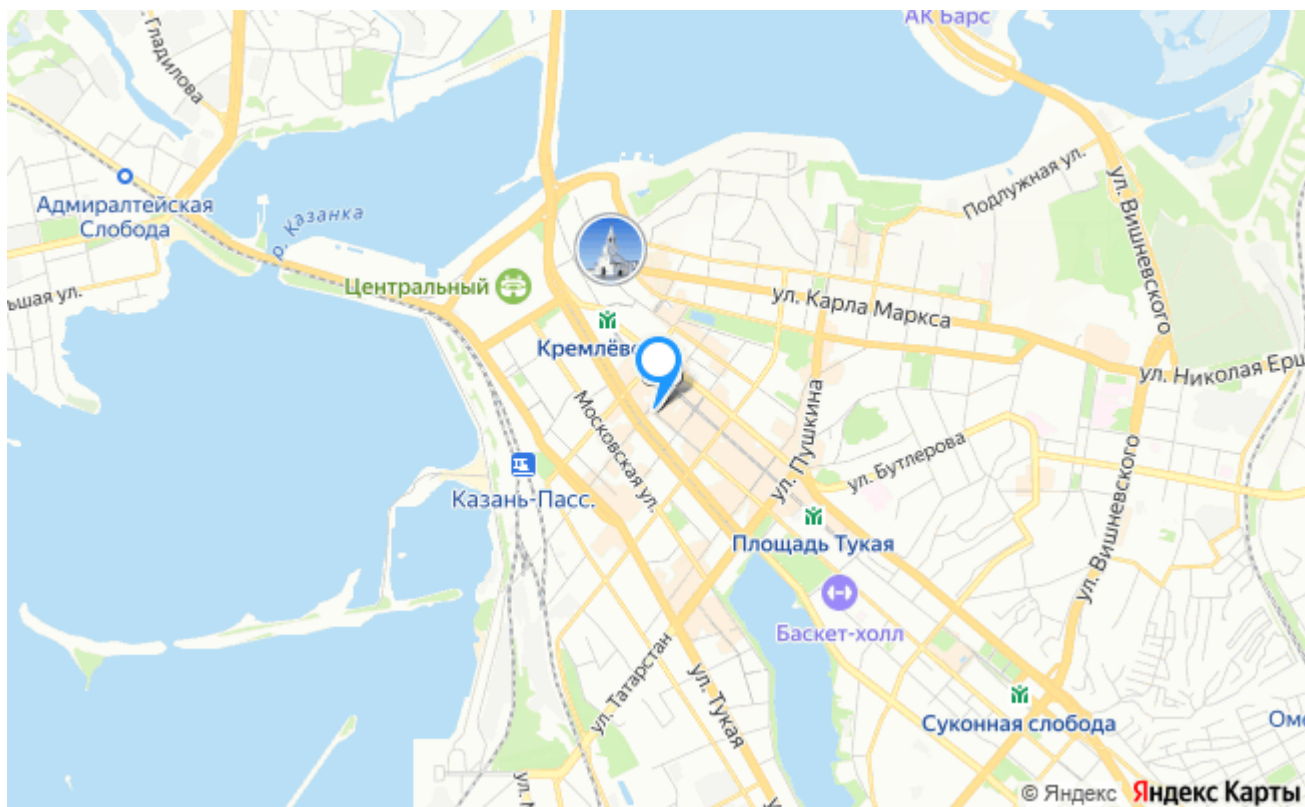 АК Барс
Гладилова
Подлужная ул.
ул. Вишневского
Адмиралтейская
Слобода
р. Казанка
Центральный
ул. Карла Маркса
Кремлёвс
ул. Николая Ерш
Московская ул.
ул. Пушкина
ул. Бутлерова
Казань-Пасс.
ул. Вишневского
Площадь Тукая
Баскет-холл
ул. Татарстан
ул. Тукая
Суконная слобода
© Яндекс Яндекс Карты